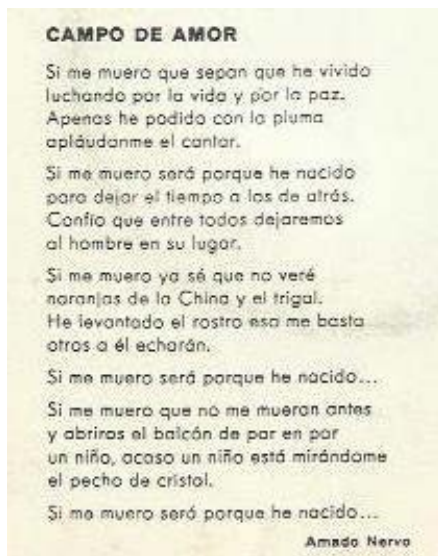 CAMPO DE AMOR
Si me muero que sepan que he vivido
luchando por la vida y por la paz.
Apenas he podido con la pluma
apláudanme el cantar.
Si me muero será porque he nacido
para dejar el tiempo a los de atrás.
Confío que entre todos dejaremos
al hombre en su lugar.
Si me muero ya sé que no veré
naranjas de la China y el trigal.
He levantado el rostro eso me basta
otros a él echarán.
Si me muero será porque he nacido...
Si me muero que no me mueran antes
y abriros el balcón de par en par
un niño, acaso un niño está mirándome
el pecho de cristal.
Si me muero será porque he nacido...
Amado Nervo